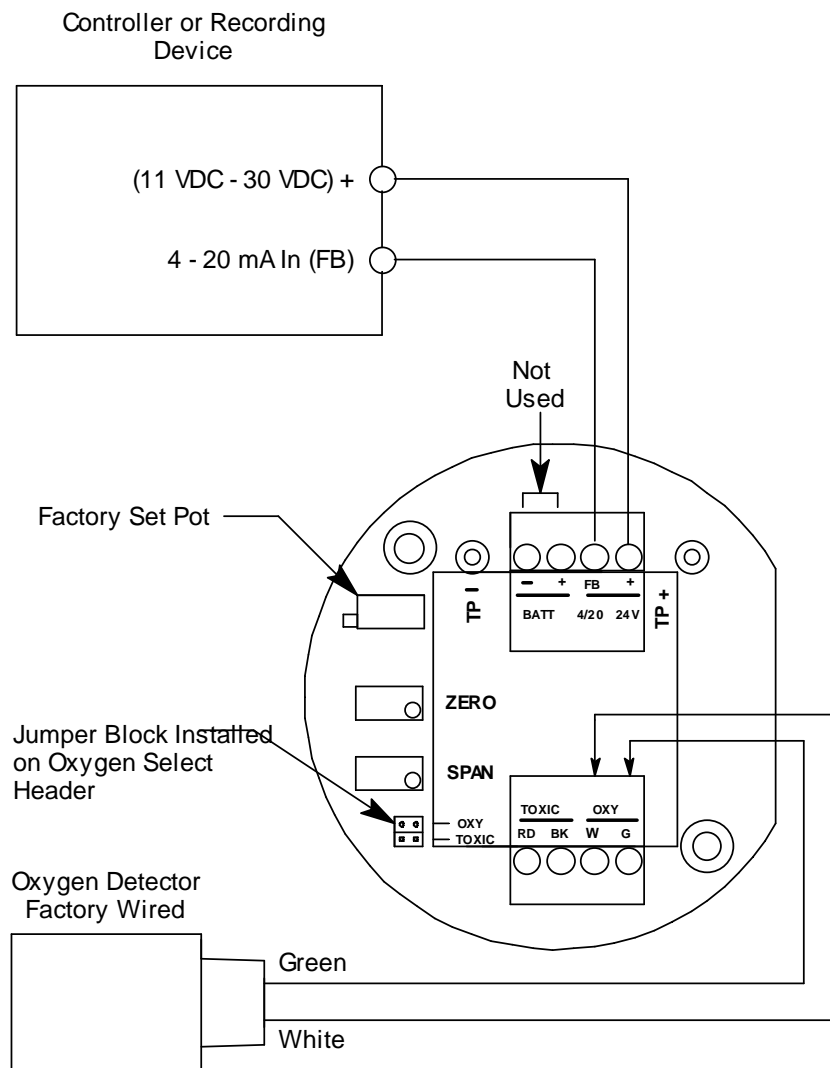 Controller or Recording
Device
(11 VDC - 30 VDC) +
4 - 20 mA In (FB)
Not
Used
Factory Set Pot
TP –
– + FB +
BATT 4/20 24V
TP +
ZERO
Jumper Block Installed
on Oxygen Select
Header
SPAN
OXY
TOXIC
TOXIC OXY
RD BK W G
Oxygen Detector
Factory Wired
Green
White